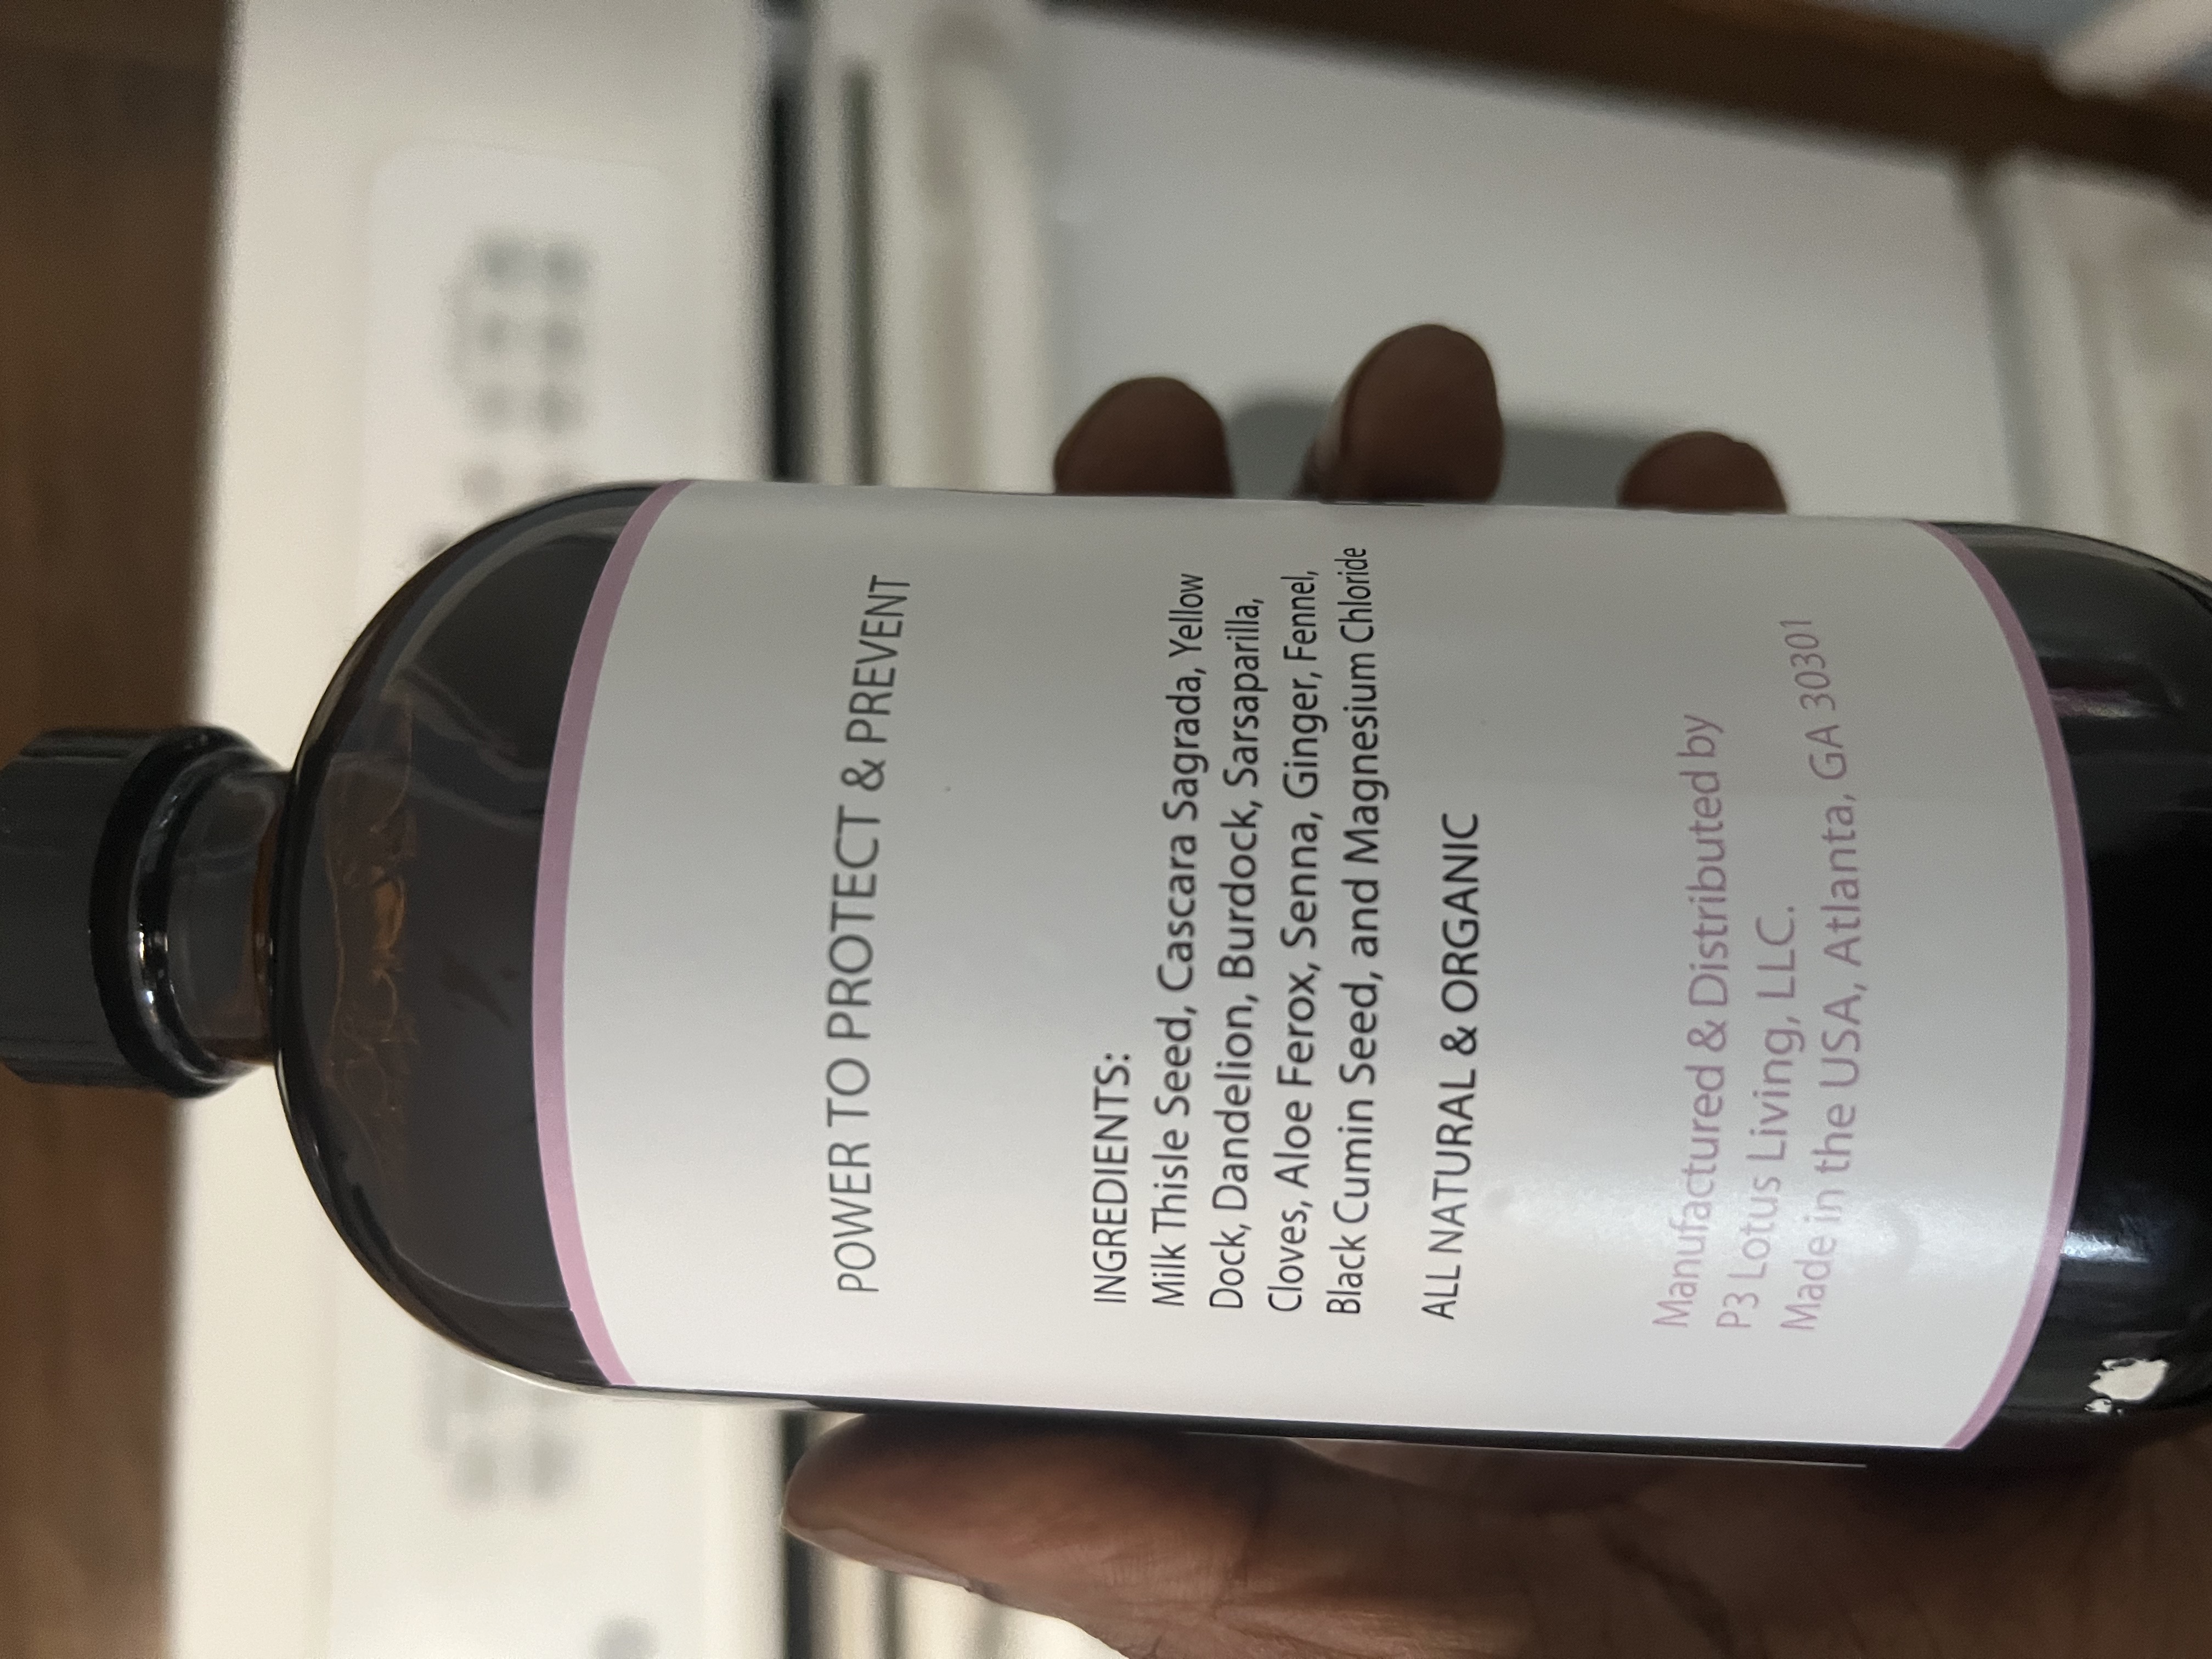 POWER TO PROTECT & PREVENT
INGREDIENTS:
Milk Thisle Seed, Cascara Sagrada, Yellow
Dock, Dandelion, Burdock, Sarsaparilla,
Cloves, Aloe Ferox, Senna, Ginger, Fennel,
Black Cumin Seed, and Magnesium Chloride
ALL NATURAL & ORGANIC
Manufactured & Distributed by
P3 Lotus Living, LLC.
Made in the USA, Atlanta, GA 30301